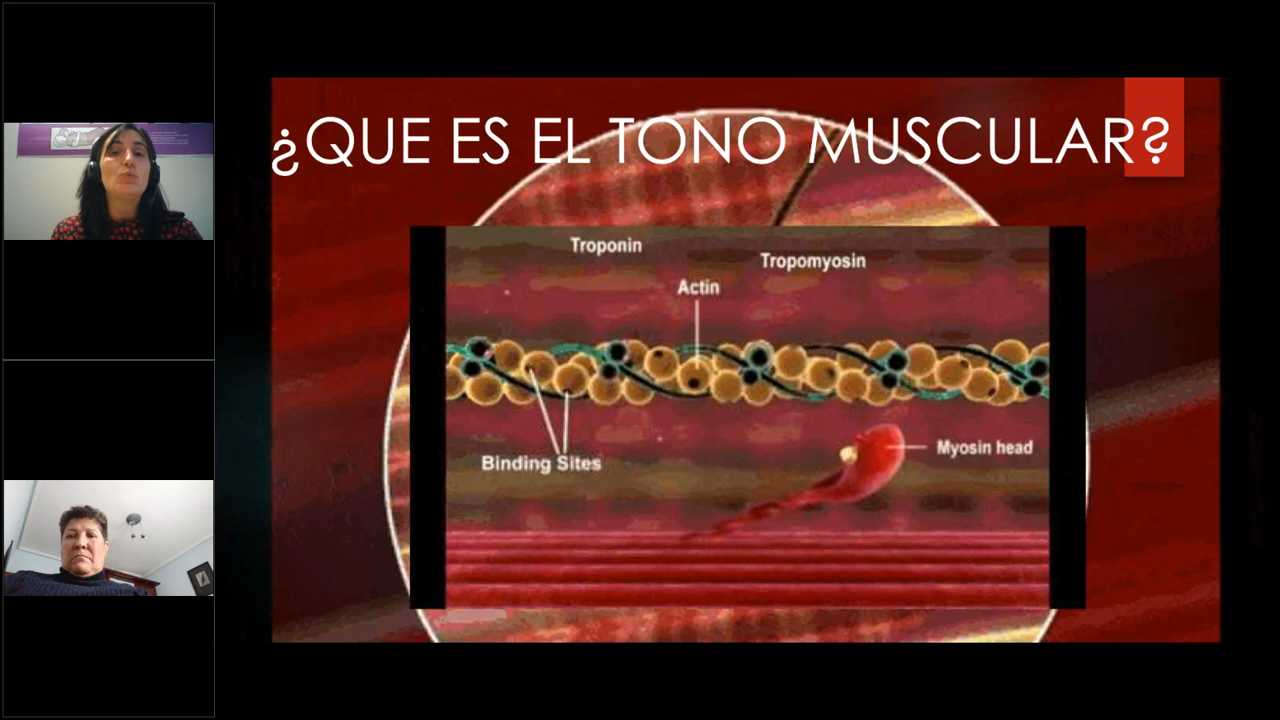 ¿QUE ES EL TONO MUSCULAR?
Troponin
Tropomyosin
Actin
Binding Sites
Myosin head